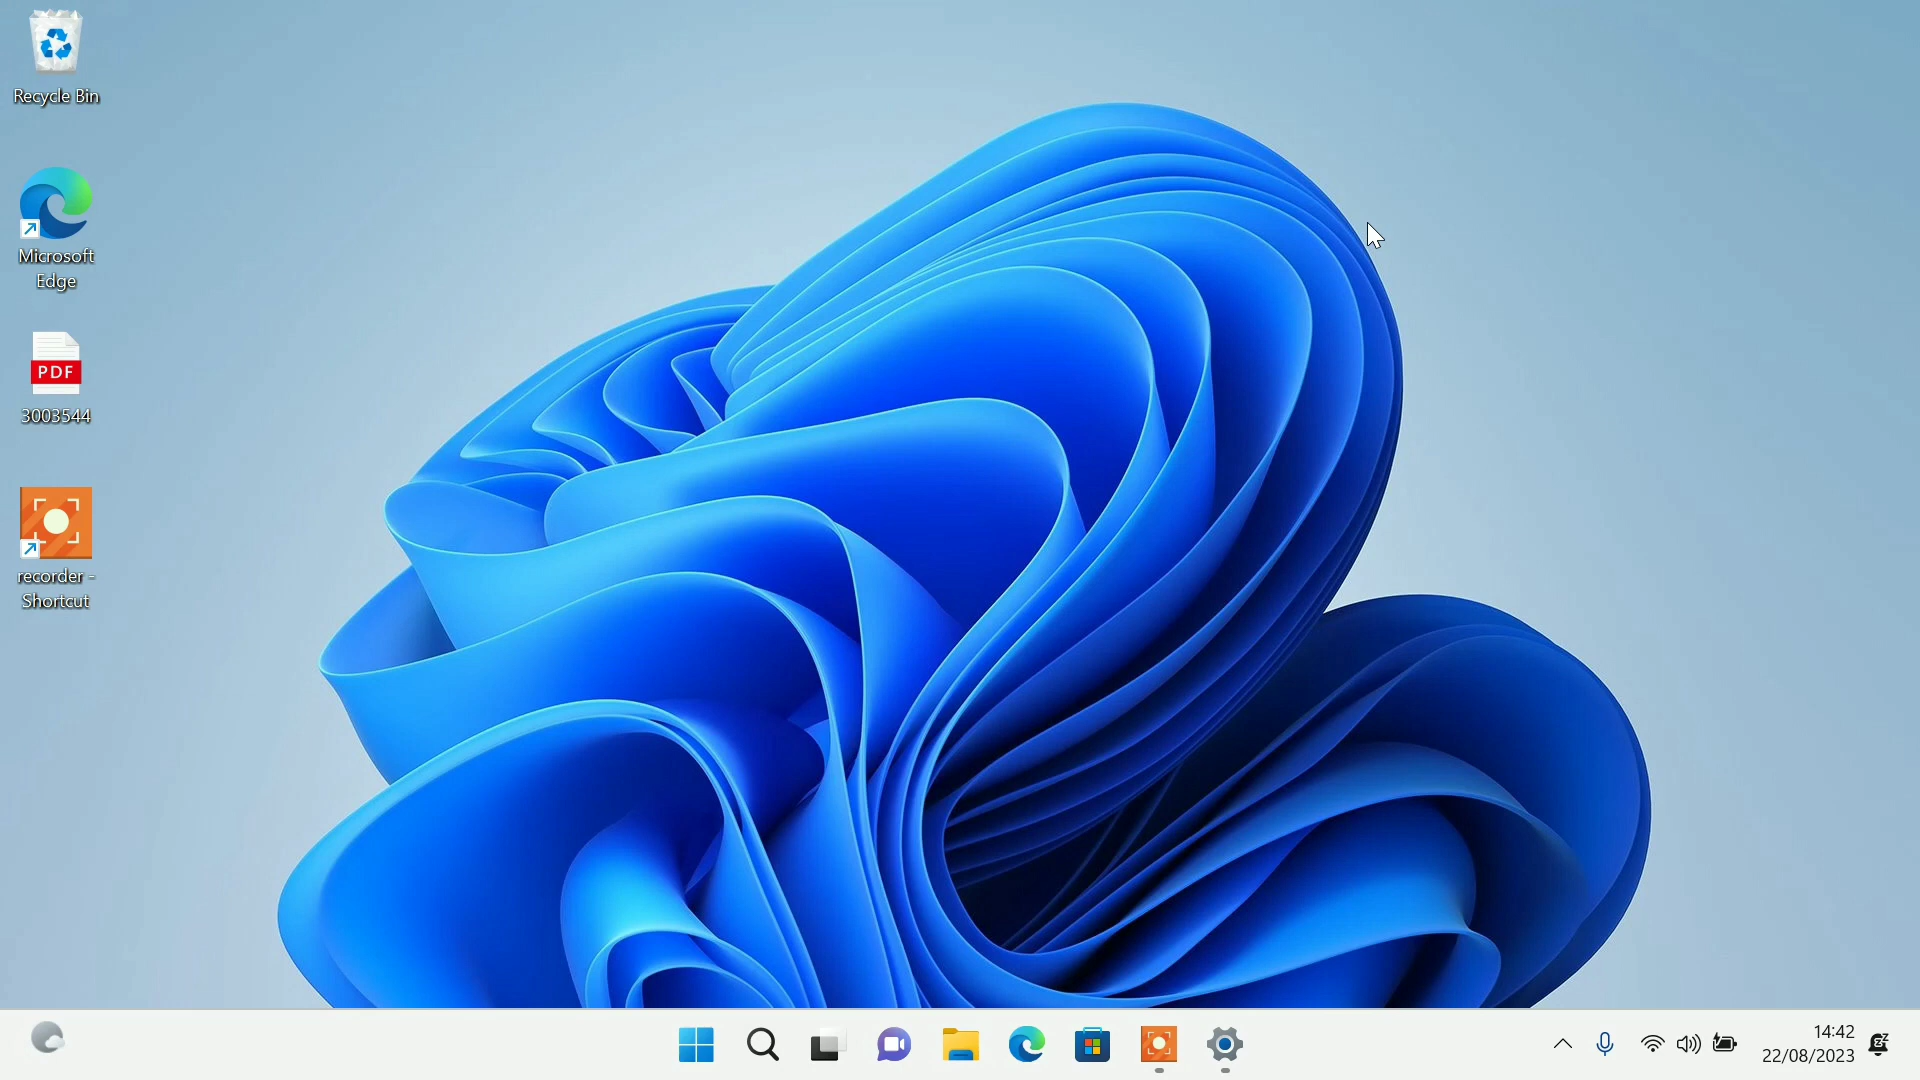 Recycle Bin
Microsoft
Edge
PDF
3003544
recorder -
Shortcut
14:42
22/08/2023